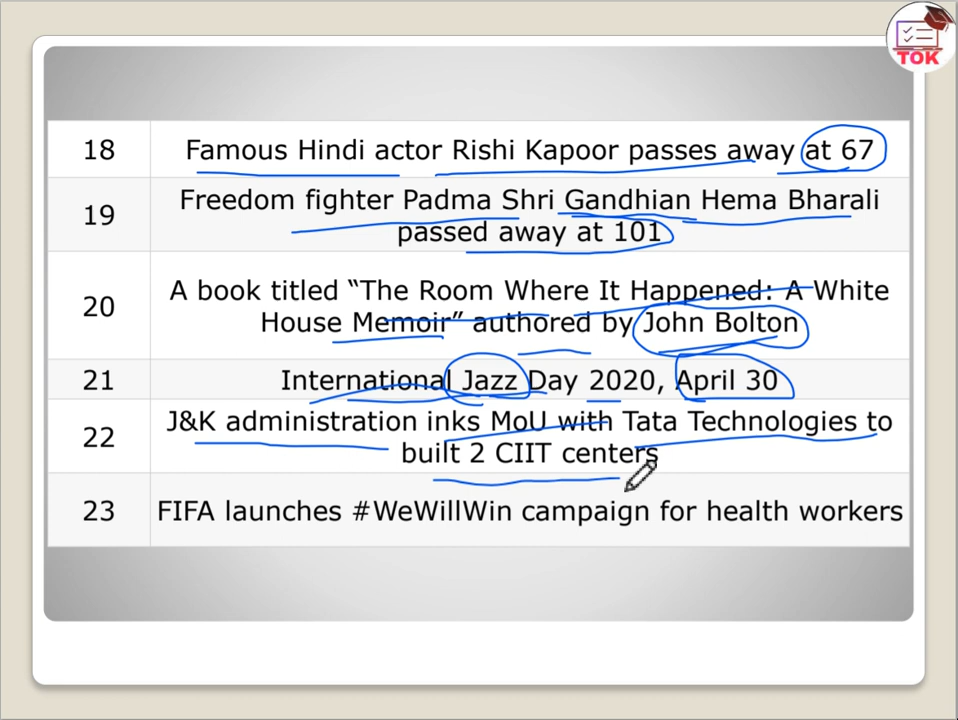 TOK
18 Famous Hindi actor Rishi Kapoor passes away at 67
19 Freedom fighter Padma Shri Gandhian Hema Bharali
passed away at 101
20 A book titled “The Room Where It Happened: A White
House Memoir” authored by John Bolton
21 International Jazz Day 2020, April 30
22 J&K administration inks MoU with Tata Technologies to
built 2 CIIT centers
23 FIFA launches #WeWillWin campaign for health workers